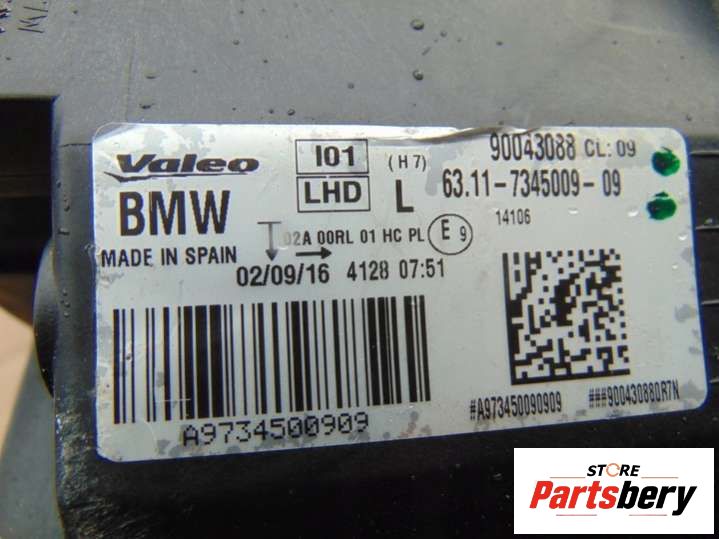 Valeo
I01
(H7)
90043088 CL: 09
BMW
LHD
L
63.11-7345009-09
14106
02A 00RL 01 HC PL
E 9
MADE IN SPAIN
02/09/16 4128 07:51
A9734500909
#A973450090909
###900430880R7N
STORE
Partsbery